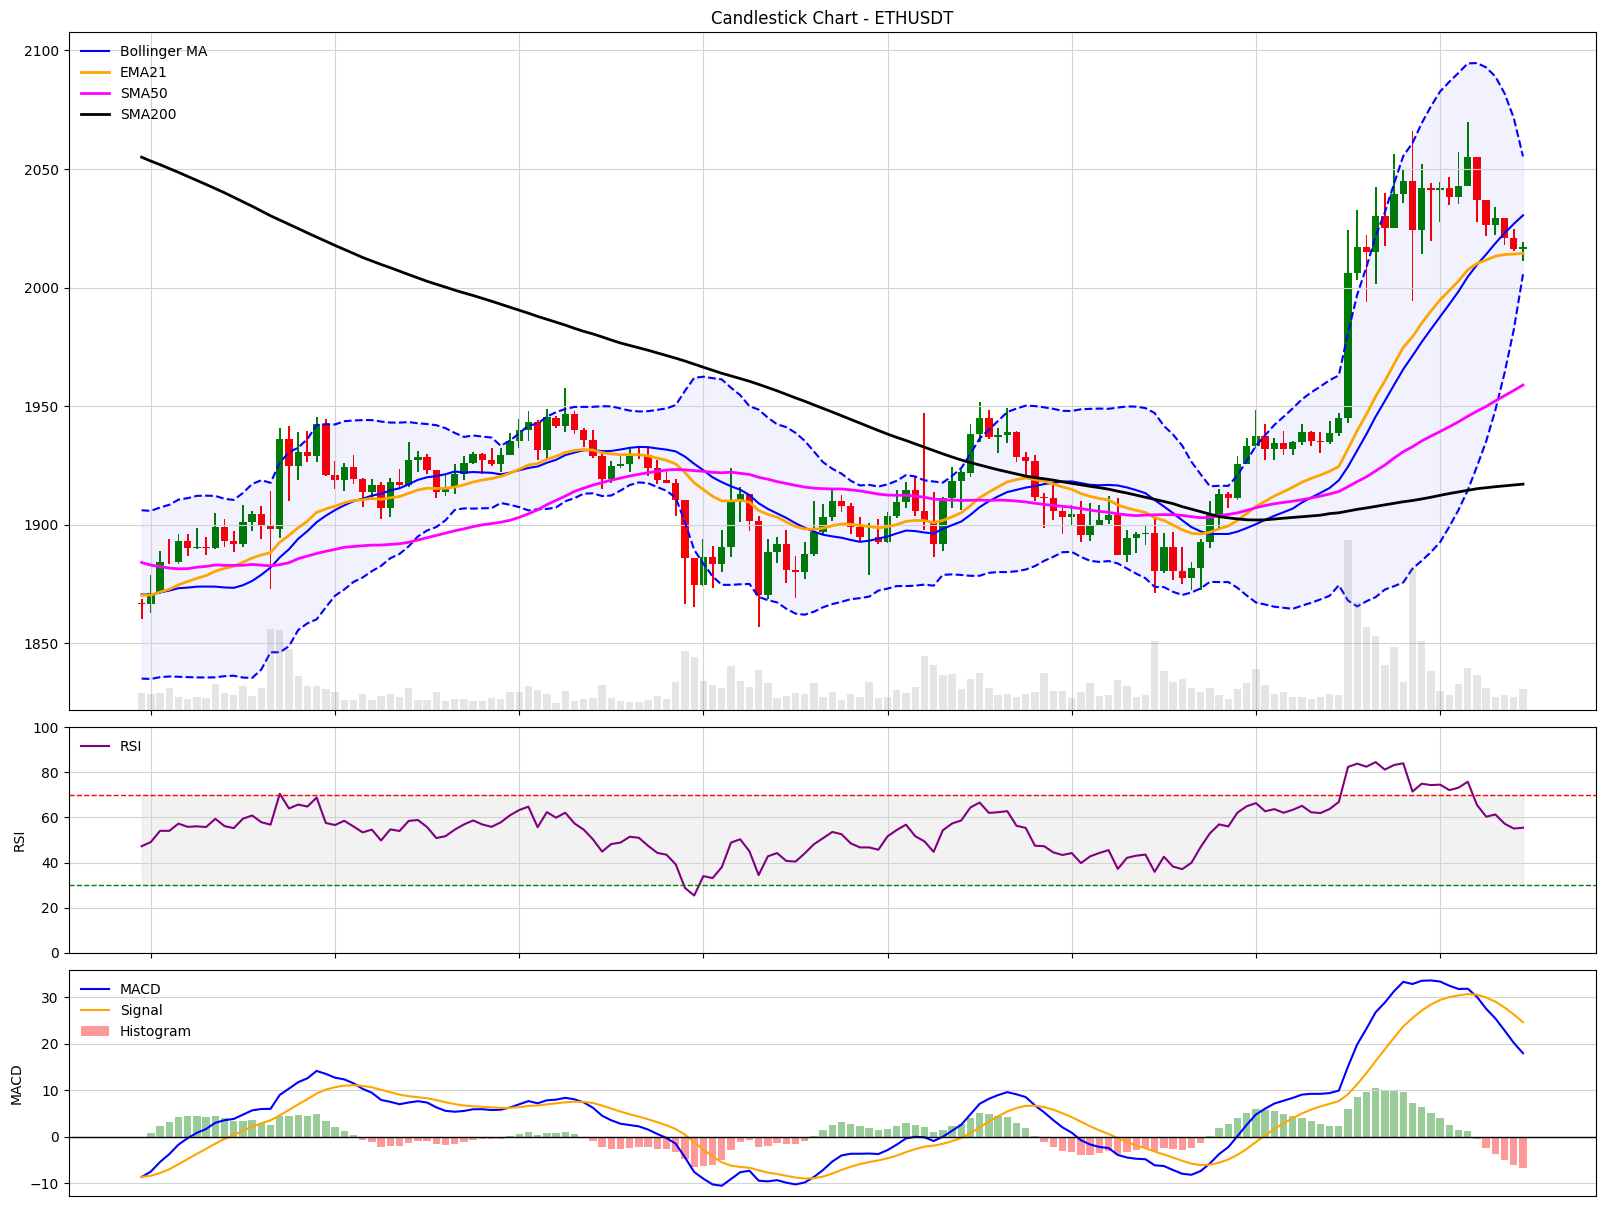 Candlestick Chart - ETHUSDT
Bollinger MA
EMA21
SMA50
SMA200
2100
2050
2000
1950
1900
1850
RSI
100
80
60
40
20
0
RSI
MACD
Signal
Histogram
30
20
10
0
−10
MACD